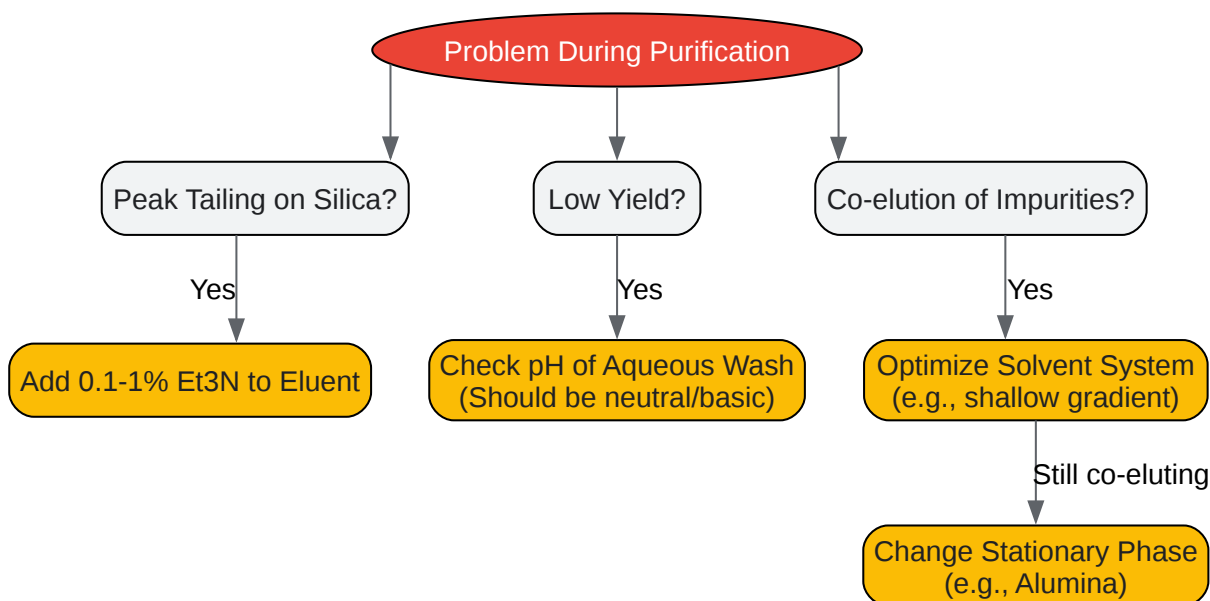 Problem During Purification
Peak Tailing on Silica?
Low Yield?
Co-elution of Impurities?
Yes
Yes
Yes
Add 0.1-1% Et3N to Eluent
Check pH of Aqueous Wash
(Should be neutral/basic)
Optimize Solvent System
(e.g., shallow gradient)
Still co-eluting
Change Stationary Phase
(e.g., Alumina)